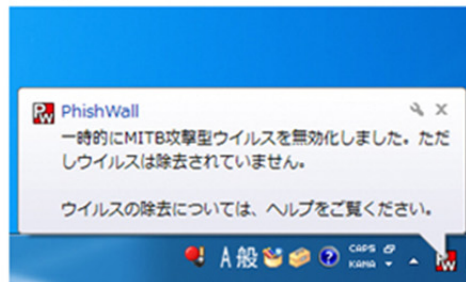 PhishWall
一時的にMITB攻撃型ウイルスを無効化しました。ただ
しウイルスは除去されていません。
ウイルスの除去については、ヘルプをご覧ください。
A 般 CAPS
KANA